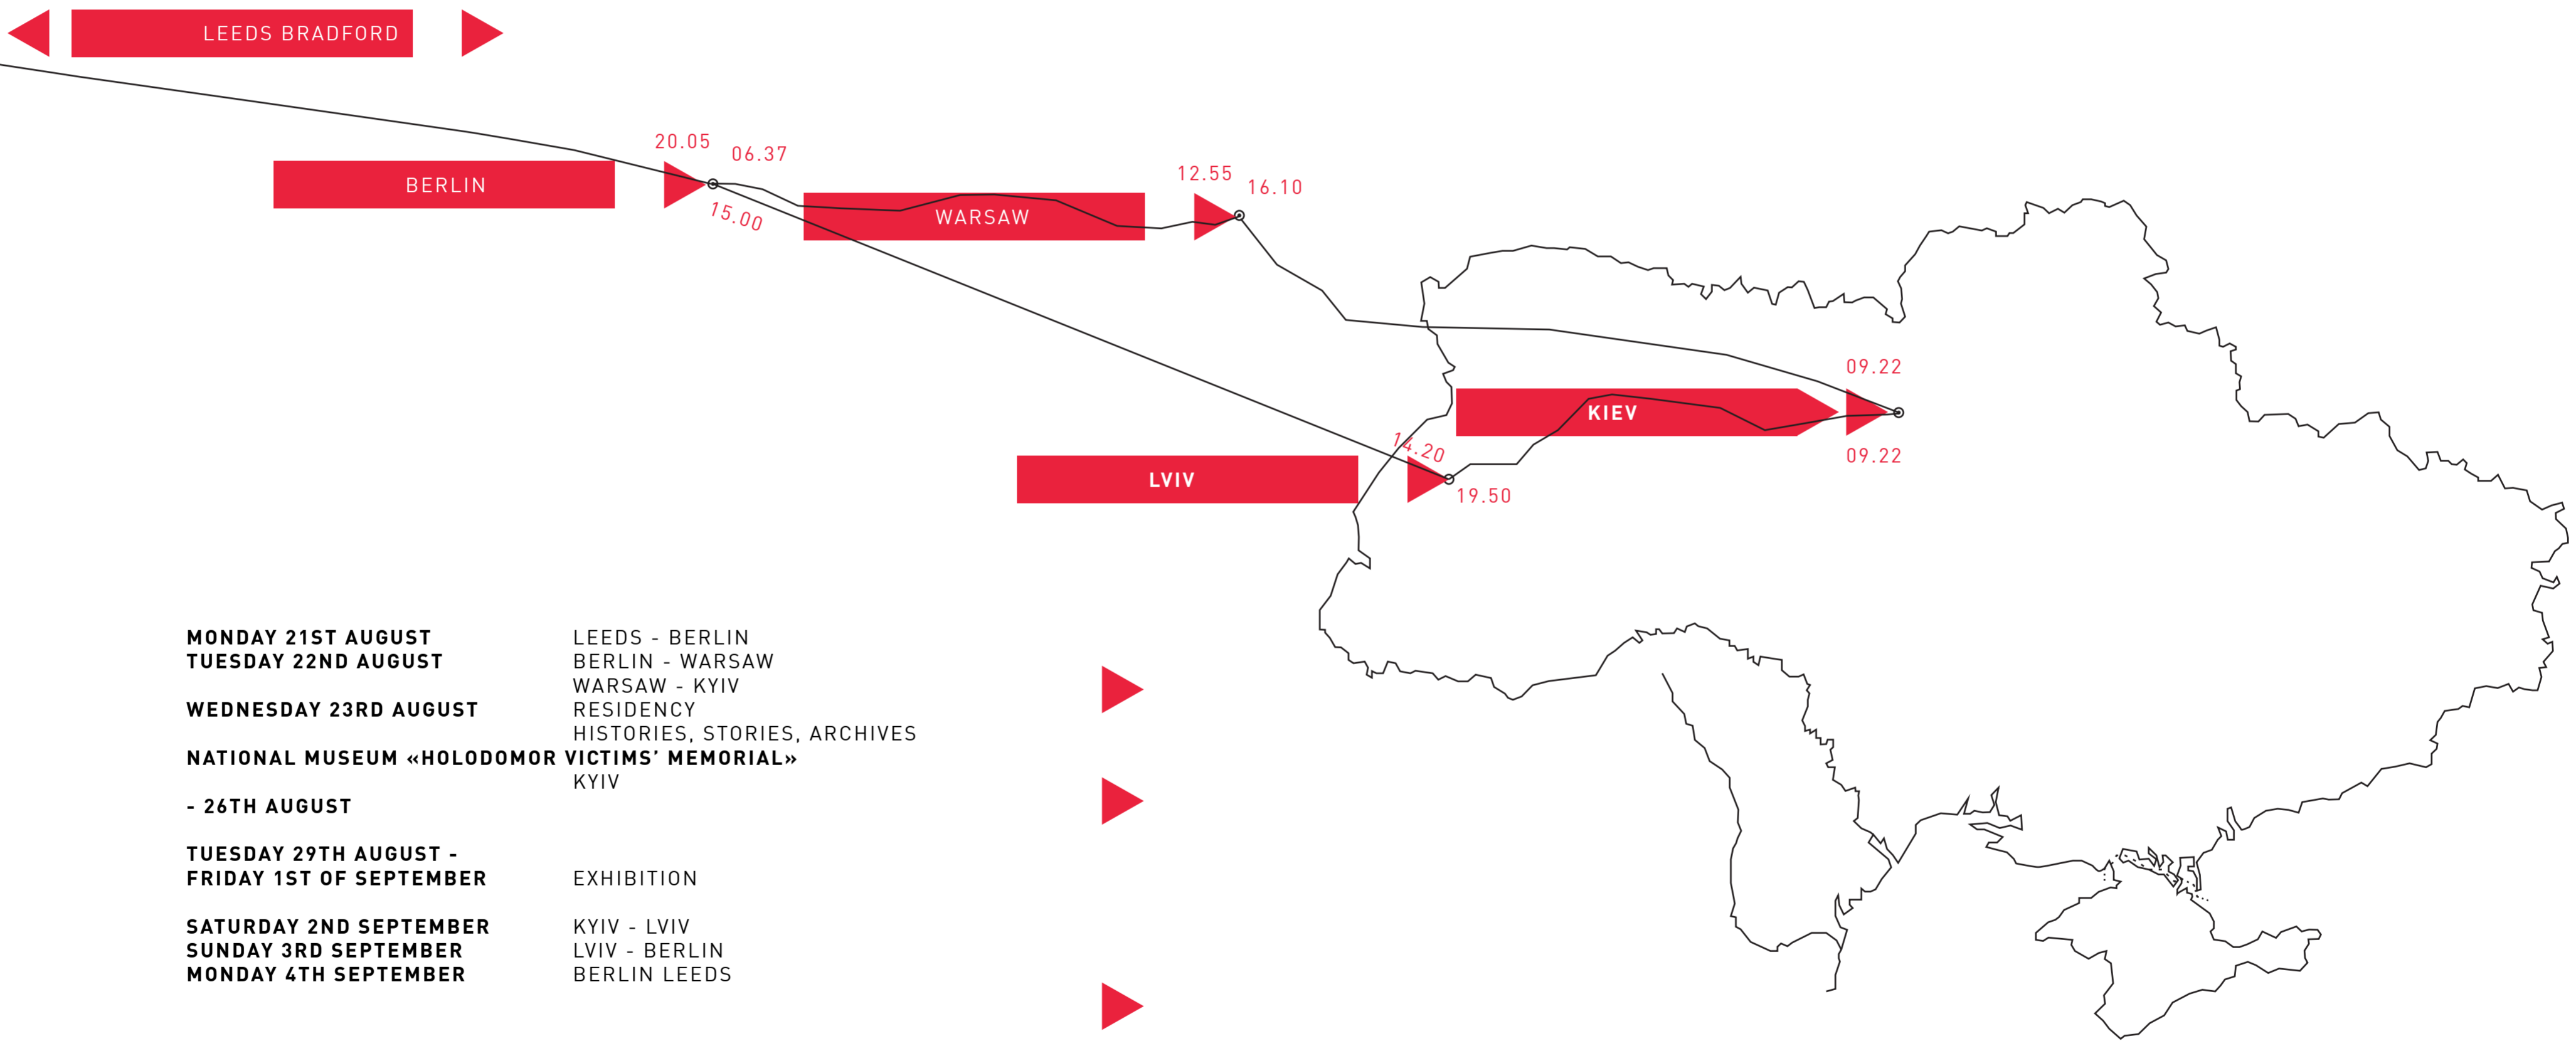 LEEDS BRADFORD
20.05
06.37
BERLIN
15.00
12.55
16.10
WARSAW
09.22
KIEV
09.22
14.20
LVIV
19.50
MONDAY 21ST AUGUST LEEDS - BERLIN
TUESDAY 22ND AUGUST BERLIN - WARSAW
WARSAW - KYIV
WEDNESDAY 23RD AUGUST RESIDENCY
HISTORIES, STORIES, ARCHIVES
NATIONAL MUSEUM «HOLODOMOR VICTIMS’ MEMORIAL»
KYIV
- 26TH AUGUST
TUESDAY 29TH AUGUST -
FRIDAY 1ST OF SEPTEMBER EXHIBITION
SATURDAY 2ND SEPTEMBER KYIV - LVIV
SUNDAY 3RD SEPTEMBER LVIV - BERLIN
MONDAY 4TH SEPTEMBER BERLIN LEEDS